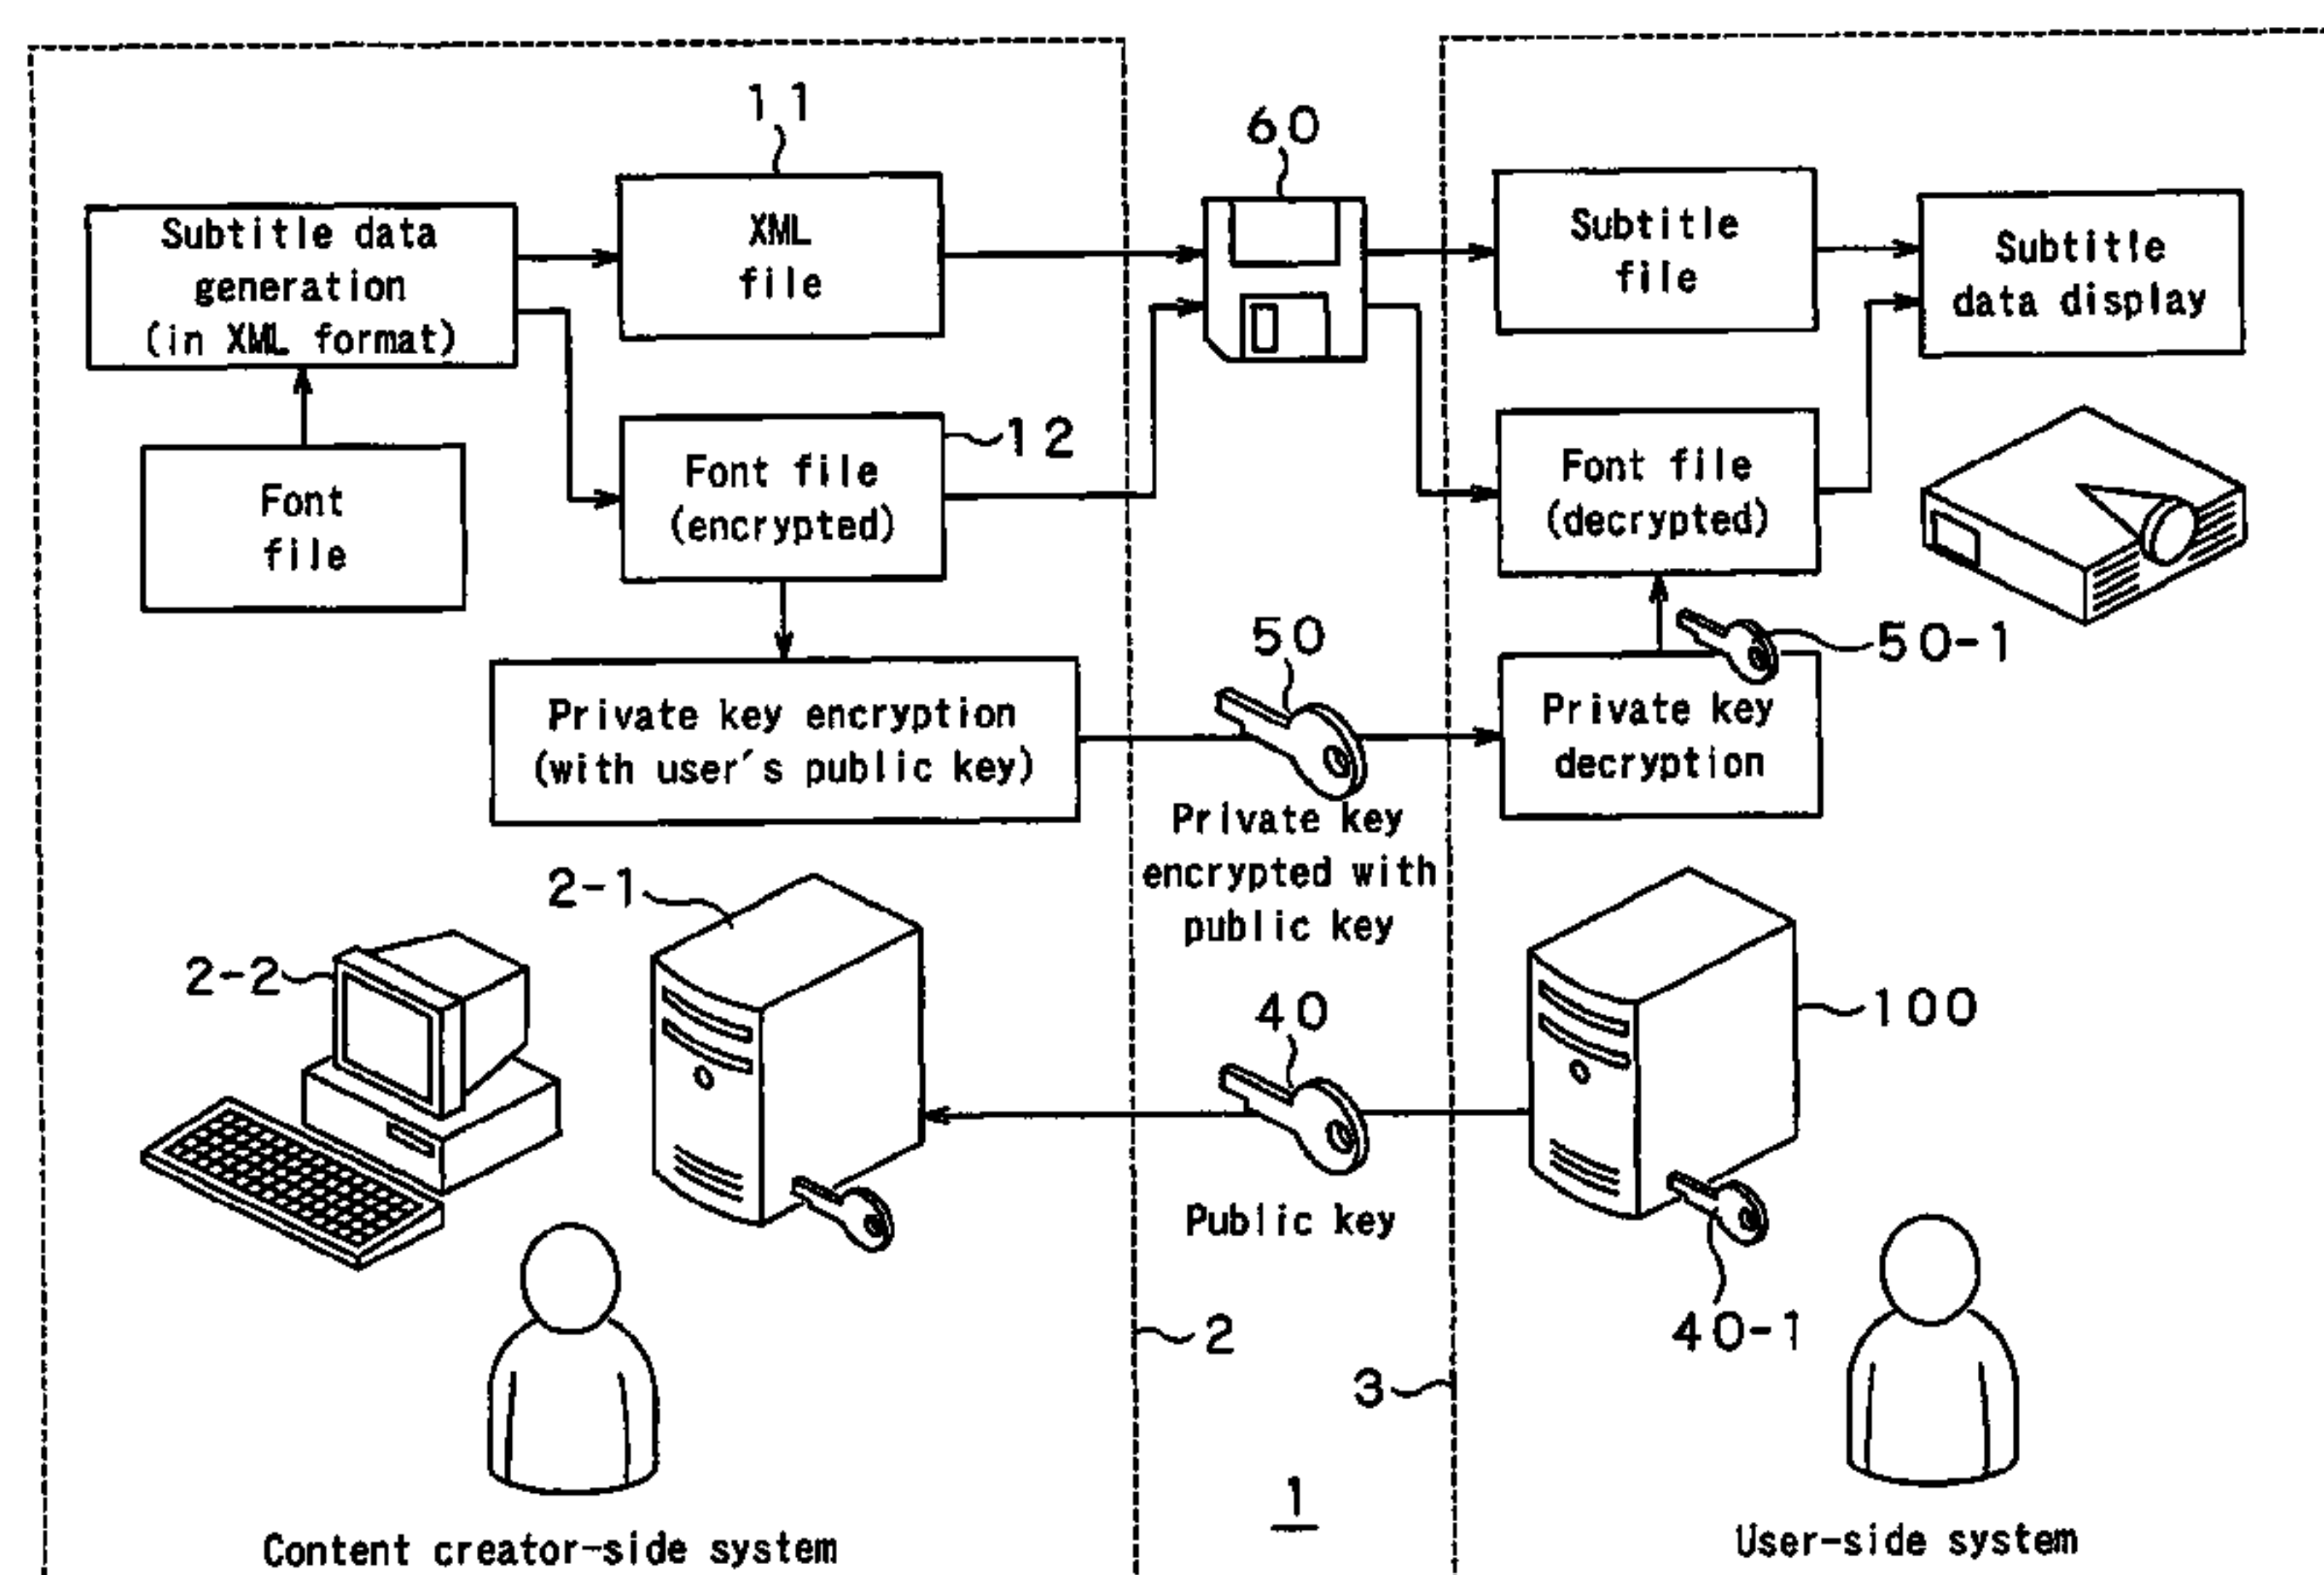 11
60
Subtitle data
generation
(in XML format)
XML
file
Subtitle
file
Subtitle
data display
Font
file
Font file
(encrypted)
12
Font file
(decrypted)
50
50-1
Private key encryption
(with user's public key)
Private key
decryption
Private key
encrypted with
public key
2-1
2-2
40
100
Public key
40-1
2
3
1
Content creator-side system
User-side system